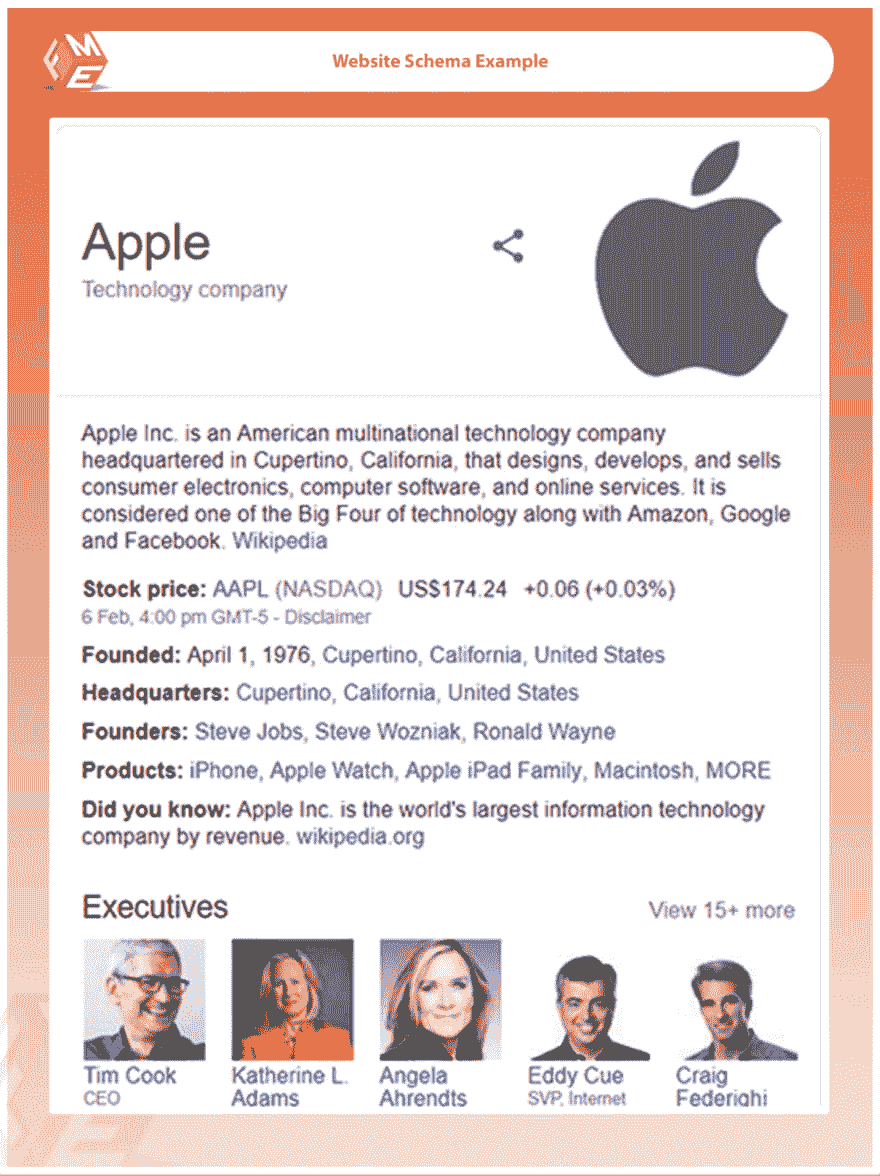 FME
Website Schema Example
Apple
Technology company
Apple Inc. is an American multinational technology company
headquartered in Cupertino, California, that designs, develops, and sells
consumer electronics, computer software, and online services. It is
considered one of the Big Four of technology along with Amazon, Google
and Facebook. Wikipedia
Stock price: AAPL (NASDAQ) US$174.24 +0.06 (+0.03%)
6 Feb, 4:00 pm GMT-5 - Disclaimer
Founded: April 1, 1976, Cupertino, California, United States
Headquarters: Cupertino, California, United States
Founders: Steve Jobs, Steve Wozniak, Ronald Wayne
Products: iPhone, Apple Watch, Apple iPad Family, Macintosh, MORE
Did you know: Apple Inc. is the world's largest information technology
company by revenue. wikipedia.org
Executives
View 15+ more
Tim Cook
CEO
Katherine L.
Adams
Angela
Ahrendts
Eddy Cue
SVP, Internet
Craig
Federighi